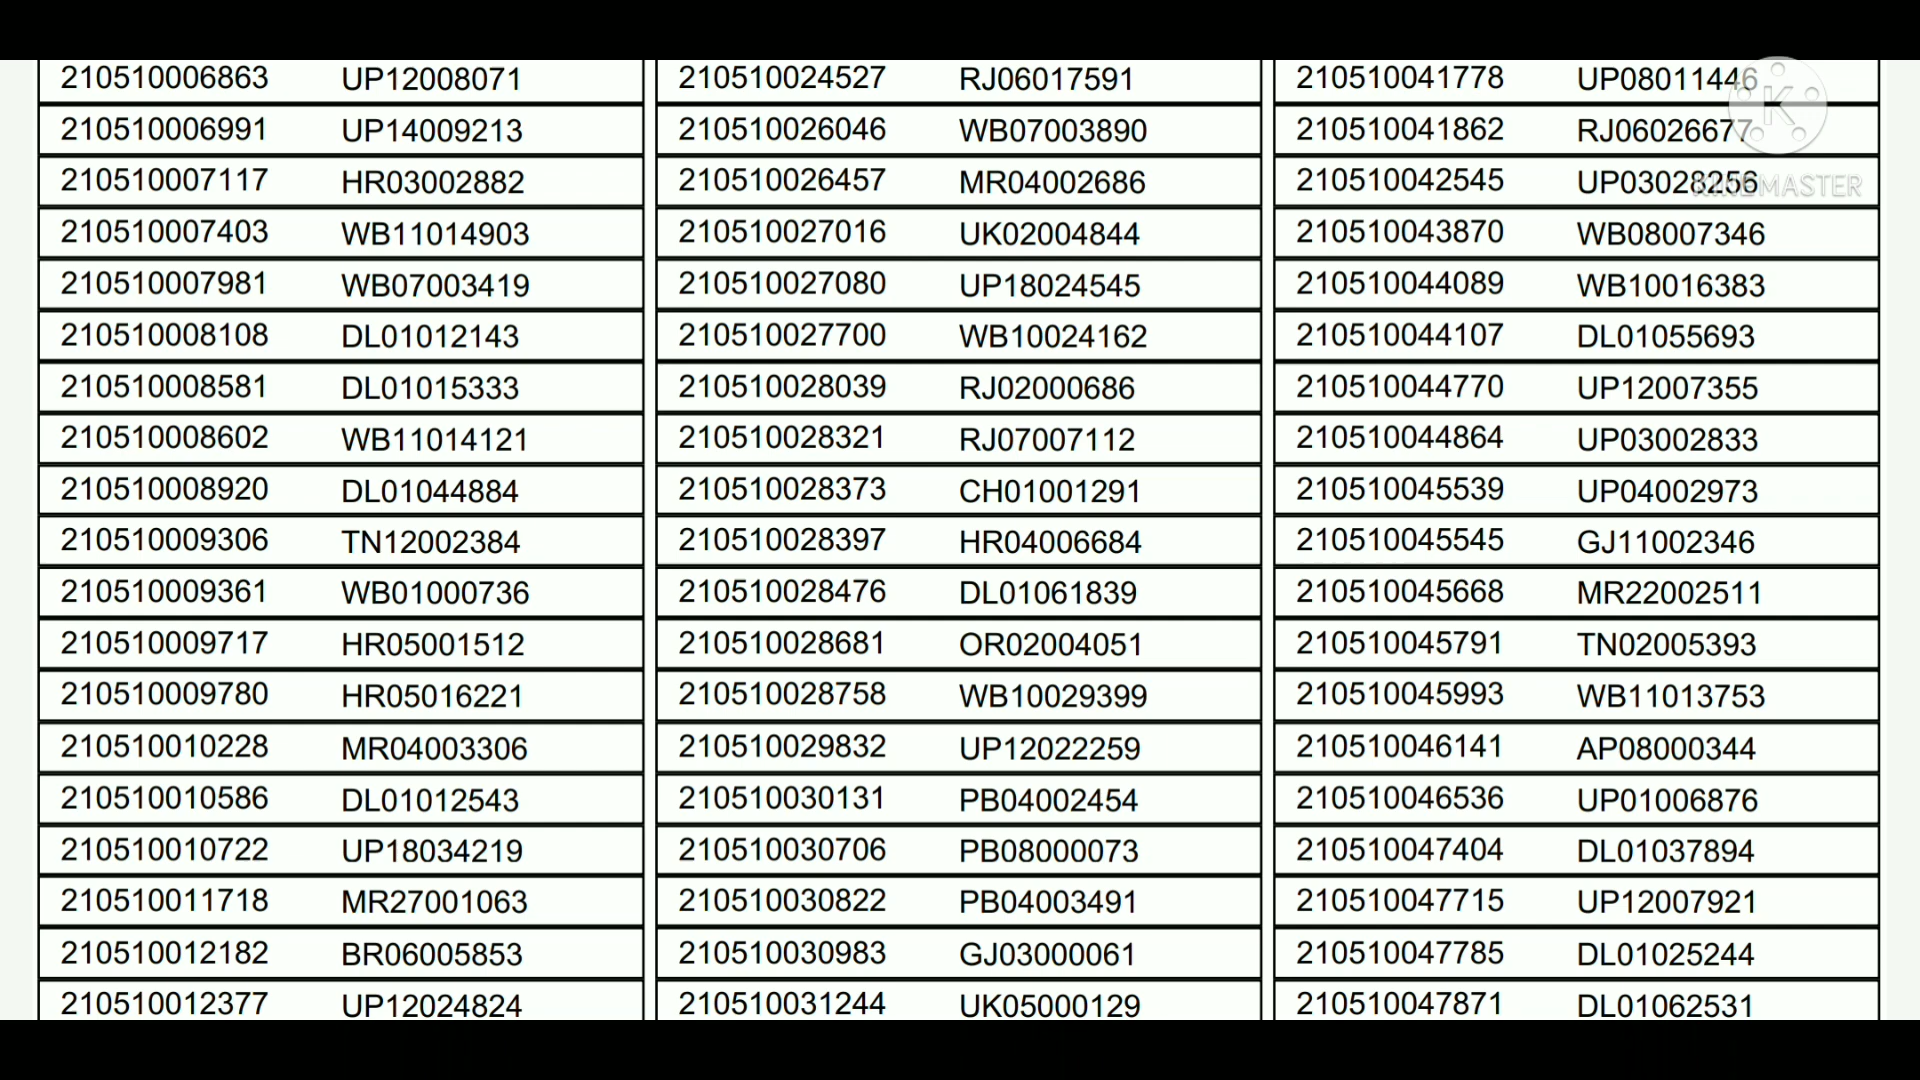 210510006863 UP12008071 210510024527 RJ06017591 210510041778 UP08011446
210510006991 UP14009213 210510026046 WB07003890 210510041862 RJ06026677
210510007117 HR03002882 210510026457 MR04002686 210510042545 UP03028256
210510007403 WB11014903 210510027016 UK02004844 210510043870 WB08007346
210510007981 WB07003419 210510027080 UP18024545 210510044089 WB10016383
210510008108 DL01012143 210510027700 WB10024162 210510044107 DL01055693
210510008581 DL01015333 210510028039 RJ02000686 210510044770 UP12007355
210510008602 WB11014121 210510028321 RJ07007112 210510044864 UP03002833
210510008920 DL01044884 210510028373 CH01001291 210510045539 UP04002973
210510009306 TN12002384 210510028397 HR04006684 210510045545 GJ11002346
210510009361 WB01000736 210510028476 DL01061839 210510045668 MR22002511
210510009717 HR05001512 210510028681 OR02004051 210510045791 TN02005393
210510009780 HR05016221 210510028758 WB10029399 210510045993 WB11013753
210510010228 MR04003306 210510029832 UP12022259 210510046141 AP08000344
210510010586 DL01012543 210510030131 PB04002454 210510046536 UP01006876
210510010722 UP18034219 210510030706 PB08000073 210510047404 DL01037894
210510011718 MR27001063 210510030822 PB04003491 210510047715 UP12007921
210510012182 BR06005853 210510030983 GJ03000061 210510047785 DL01025244
210510012377 UP12024824 210510031244 UK05000129 210510047871 DL01062531
K
KINEMASTER